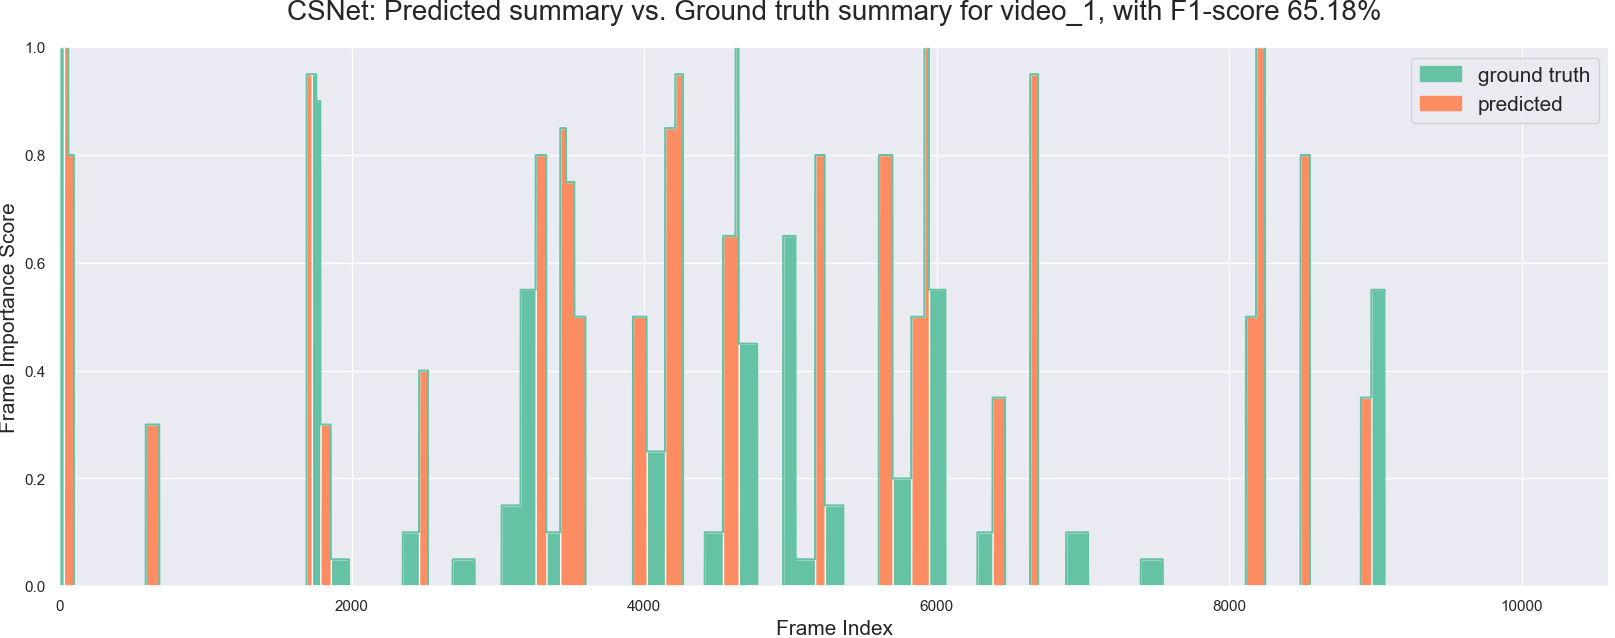 CSNet: Predicted summary vs. Ground truth summary for video_1, with F1-score 65.18%
1.0
0.8
0.6
0.4
0.2
0.0
Frame Importance Score
ground truth
predicted
0 2000 4000 6000 8000 10000
Frame Index